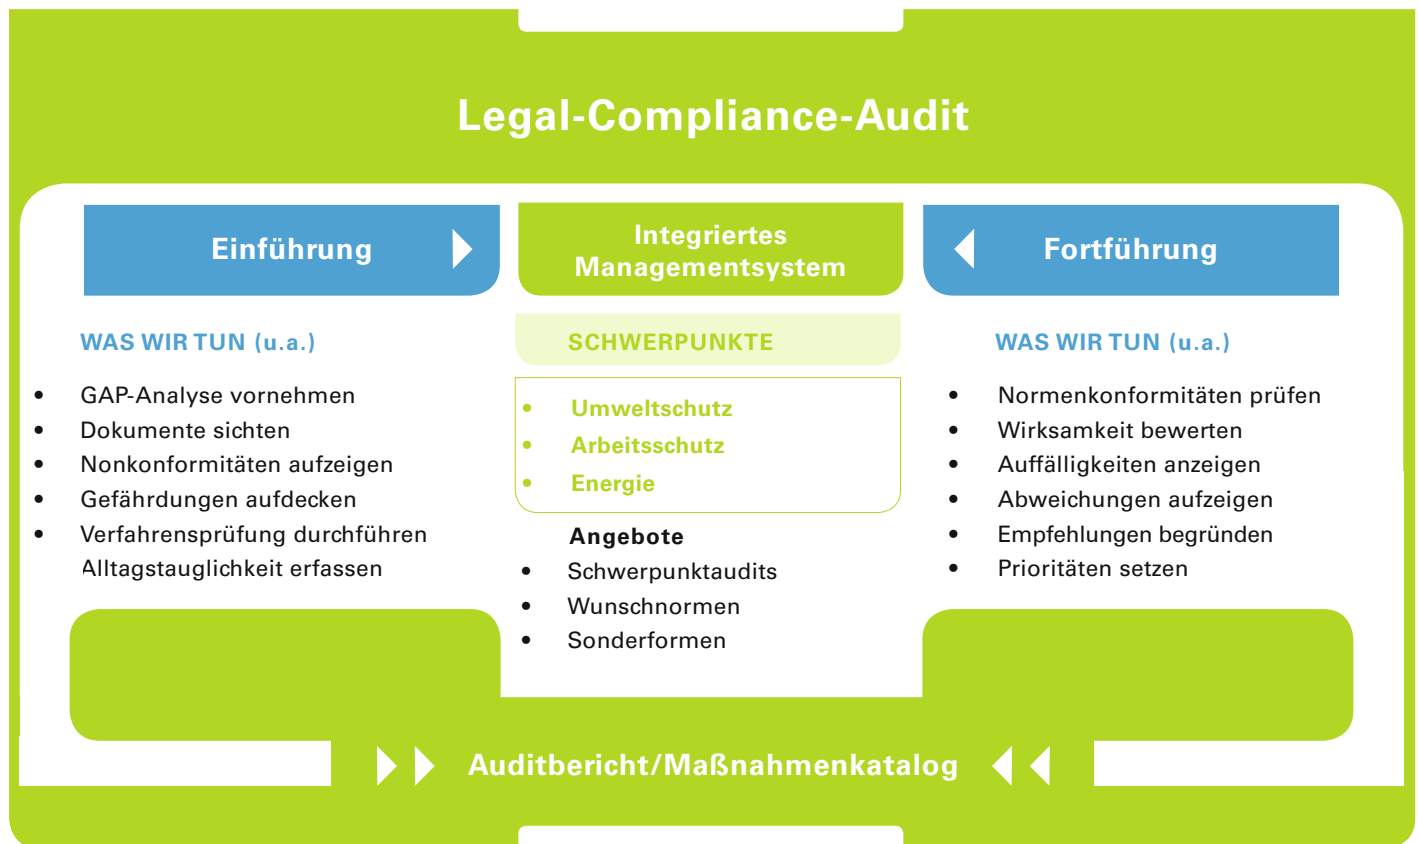 Legal-Compliance-Audit
Einführung
WAS WIR TUN (u.a.)
• GAP-Analyse vornehmen
• Dokumente sichten
• Nonkonformitäten aufzeigen
• Gefährdungen aufdecken
• Verfahrensprüfung durchführen
Alltagstauglichkeit erfassen
Integriertes
Managementsystem
SCHWERPUNKTE
• Umweltschutz
• Arbeitsschutz
• Energie
Angebote
• Schwerpunktaudits
• Wunschnormen
• Sonderformen
Fortführung
WAS WIR TUN (u.a.)
• Normenkonformitäten prüfen
• Wirksamkeit bewerten
• Auffälligkeiten anzeigen
• Abweichungen aufzeigen
• Empfehlungen begründen
• Prioritäten setzen
Auditbericht/Maßnahmenkatalog